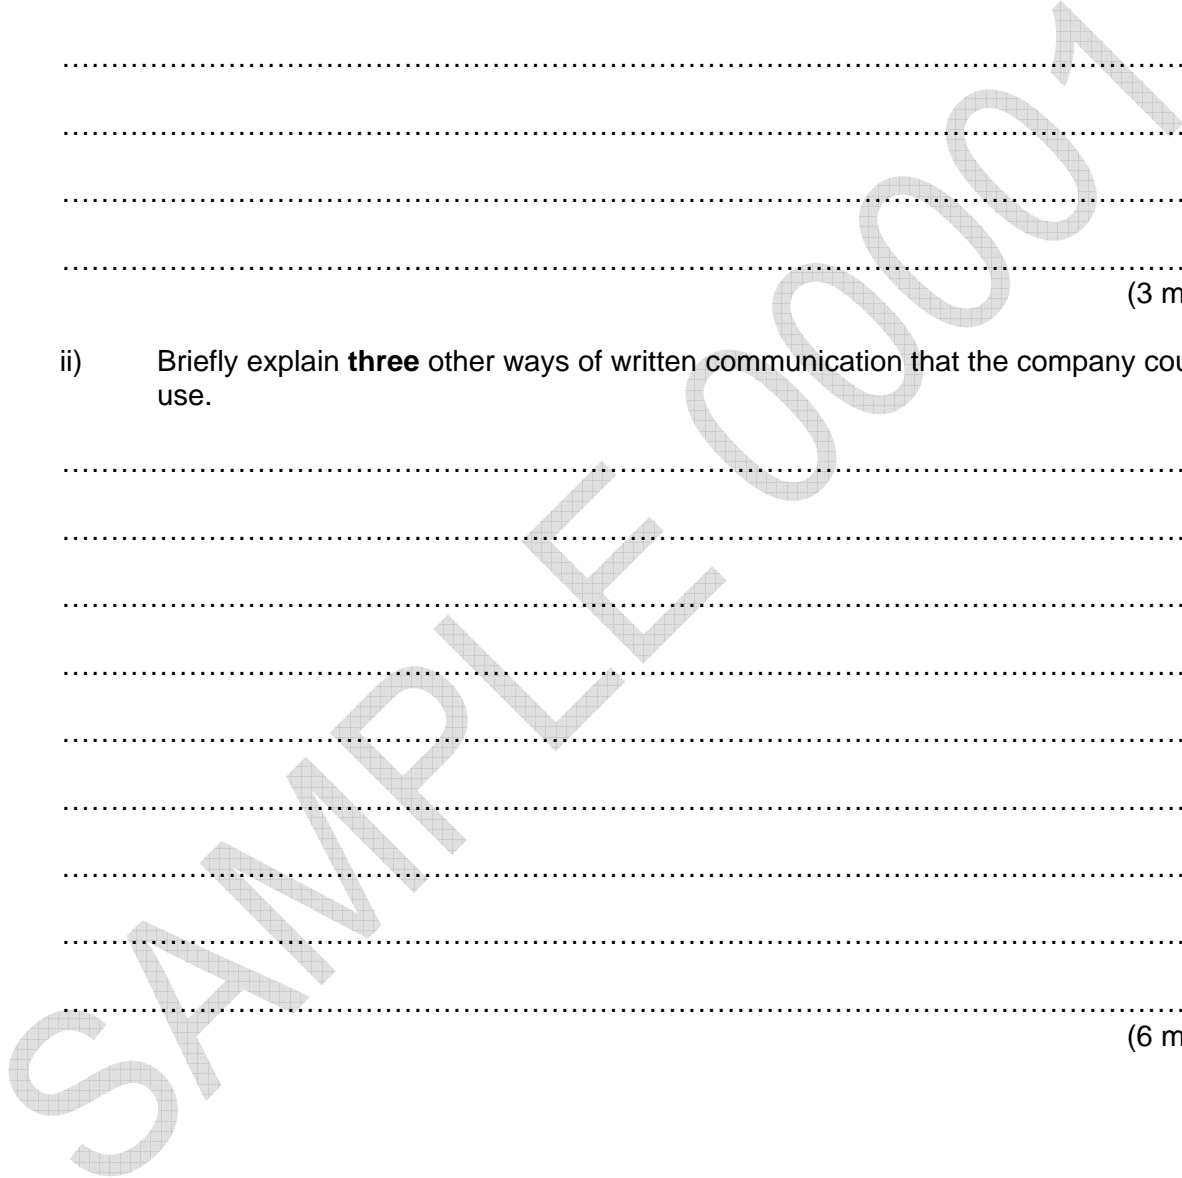 ……………………………………………………………………………………………
……………………………………………………………………………………………
……………………………………………………………………………………………
……………………………………………………………………………………………
(3 m
ii) Briefly explain three other ways of written communication that the company cou
use.
……………………………………………………………………………………………
……………………………………………………………………………………………
……………………………………………………………………………………………
……………………………………………………………………………………………
……………………………………………………………………………………………
……………………………………………………………………………………………
……………………………………………………………………………………………
……………………………………………………………………………………………
……………………………………………………………………………………………
(6 m
SAMPLE 00001